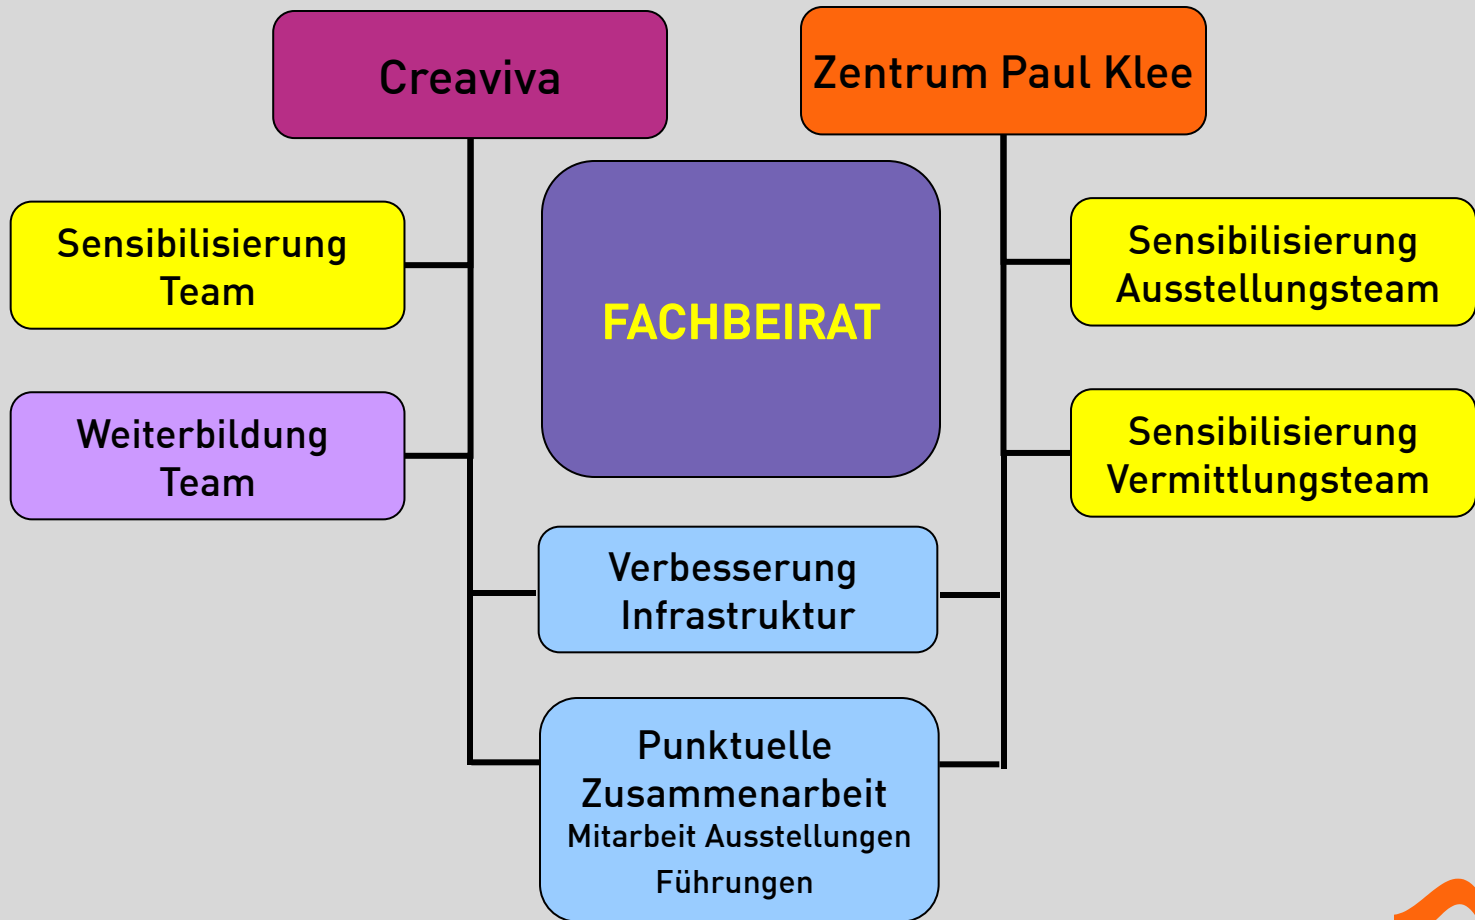 Creaviva
Zentrum Paul Klee
Sensibilisierung
Team
FACHBEIRAT
Sensibilisierung
Ausstellungsteam
Weiterbildung
Team
Sensibilisierung
Vermittlungsteam
Verbesserung
Infrastruktur
Punktuelle
Zusammenarbeit
Mitarbeit Ausstellungen
Führungen